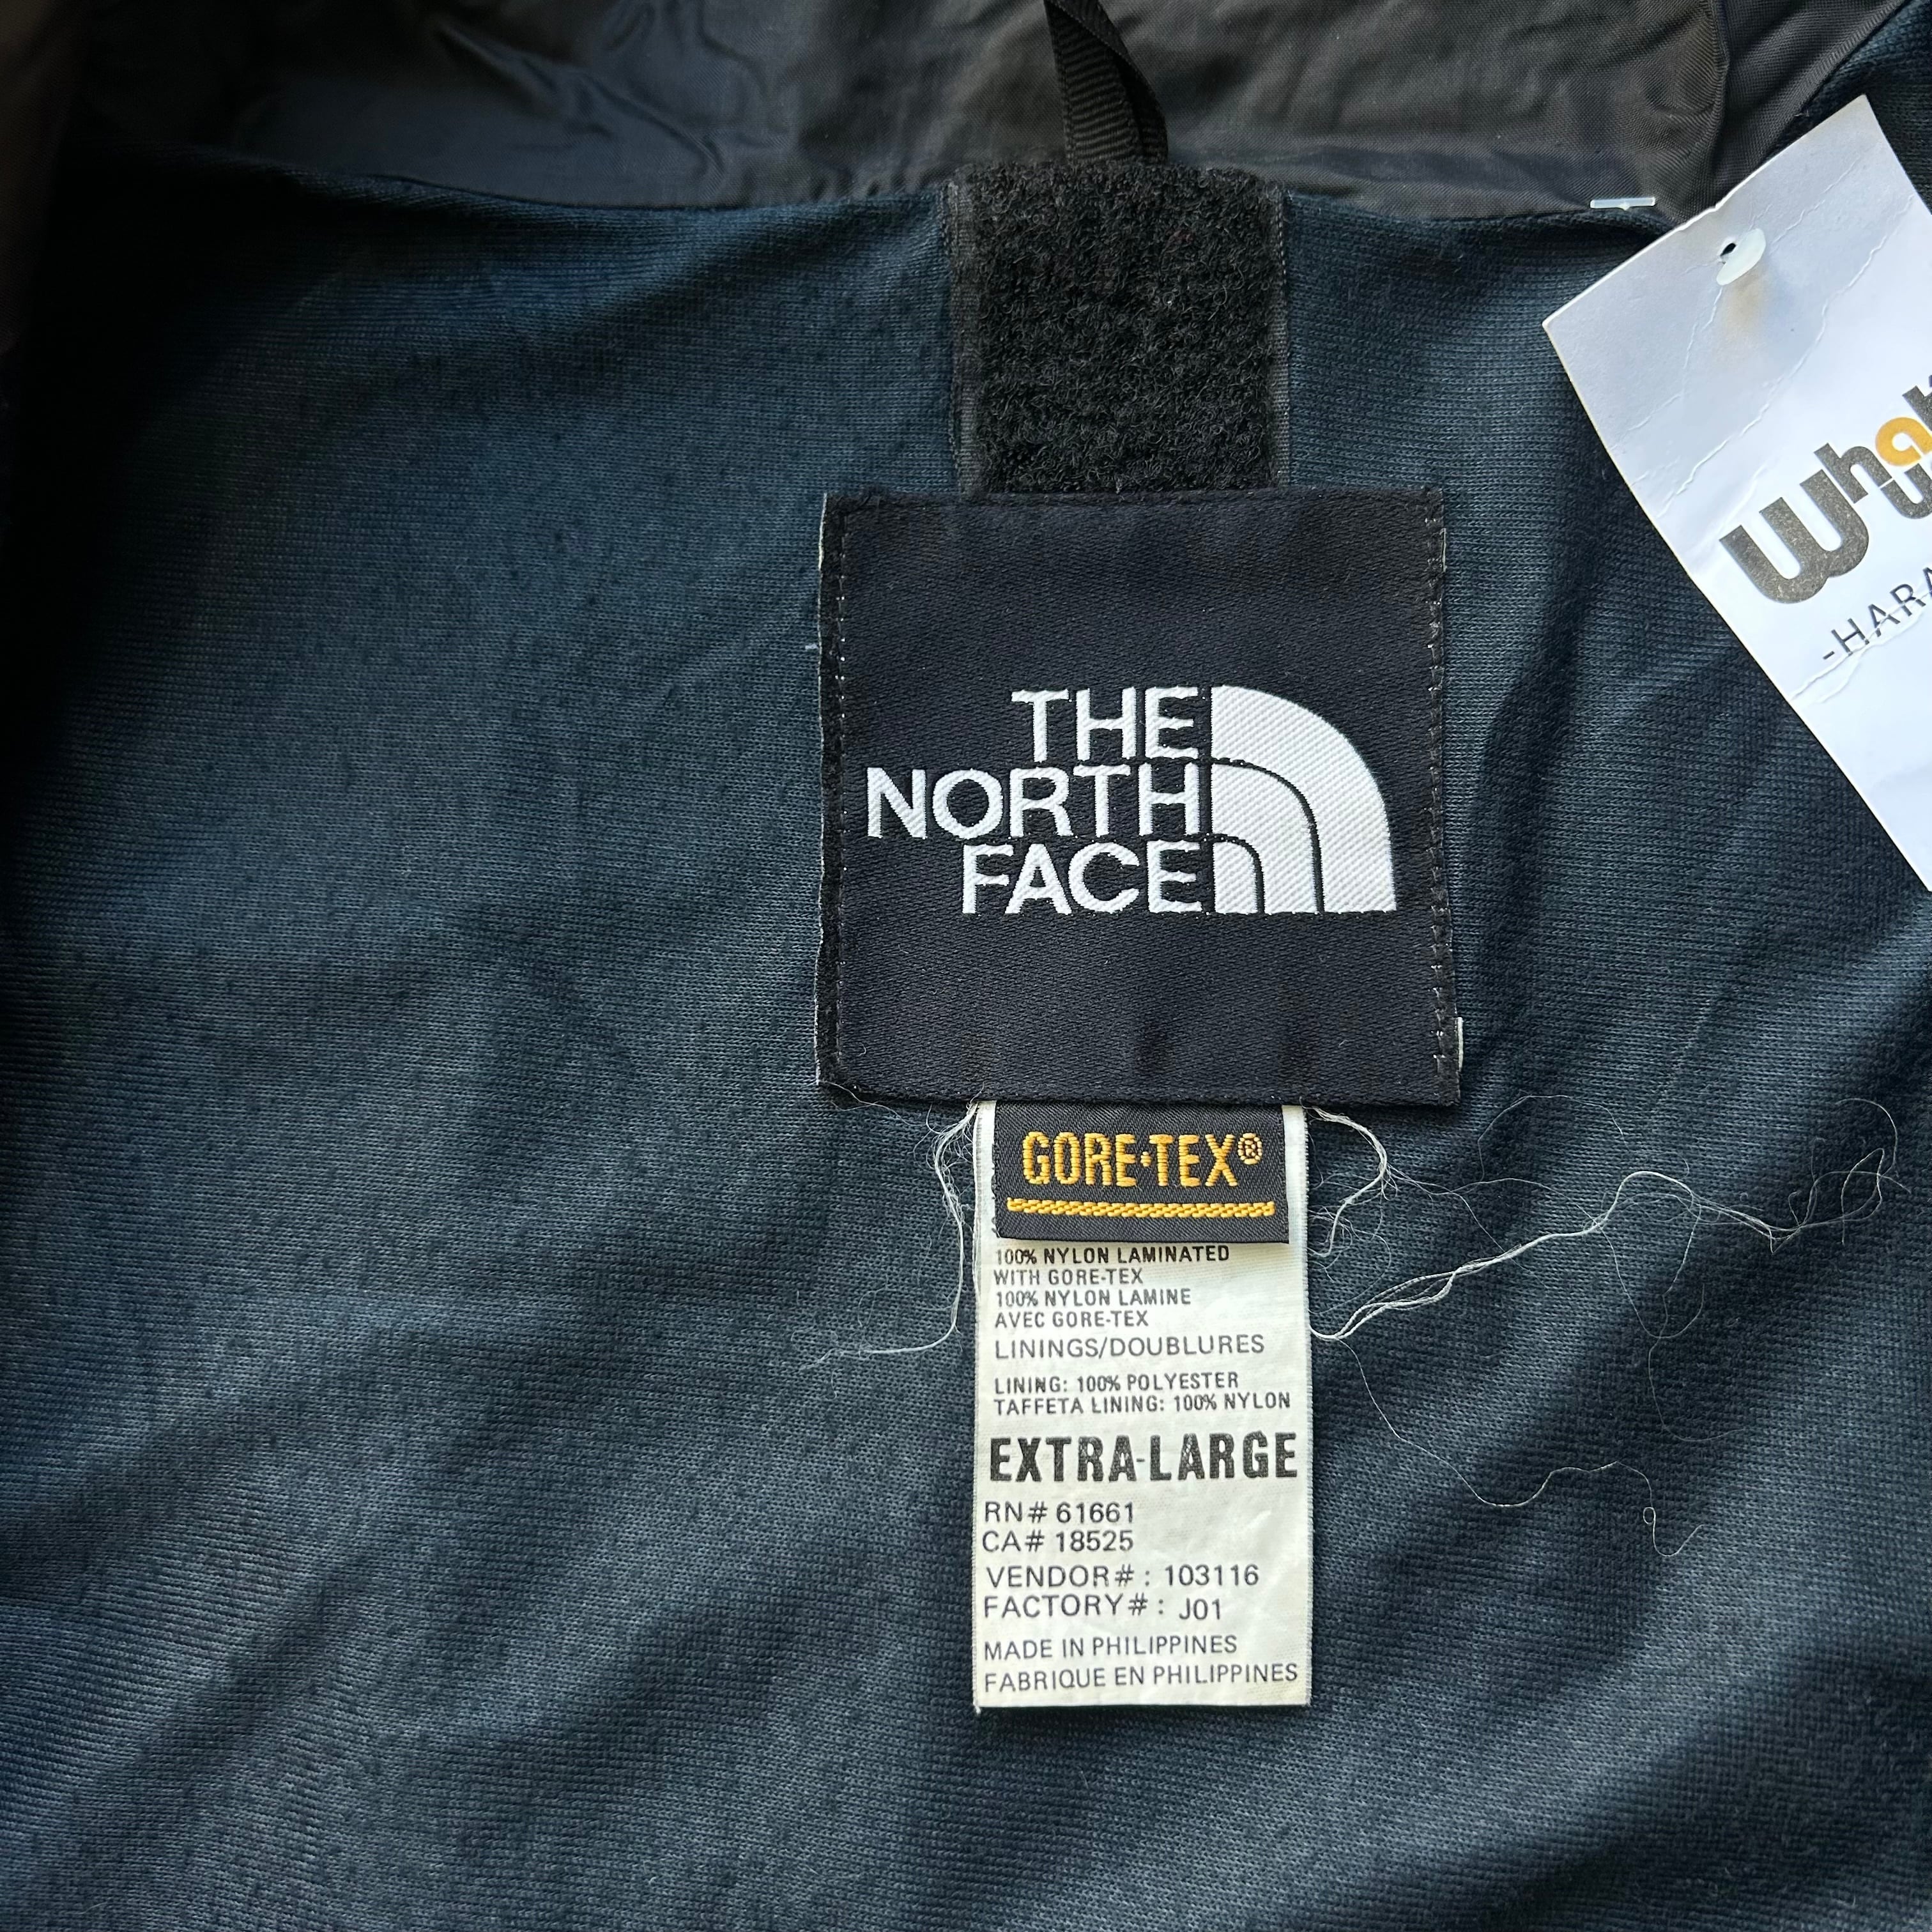 THE
NORTH
FACE
GORE-TEX®
100% NYLON LAMINATED
WITH GORE-TEX
100% NYLON LAMINE
AVEC GORE-TEX
LININGS/DOUBLURES
LINING: 100% POLYESTER
TAFFETA LINING: 100% NYLON
EXTRA-LARGE
RN# 61661
CA# 18525
VENDOR# : 103116
FACTORY# : J01
MADE IN PHILIPPINES
FABRIQUE EN PHILIPPINES